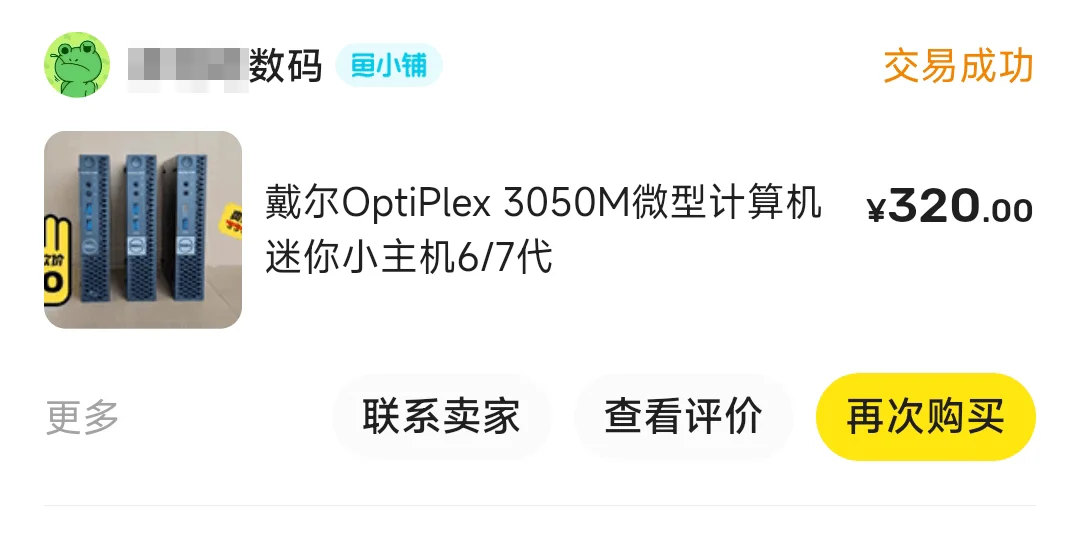 数码 鱼小铺 交易成功
戴尔OptiPlex 3050M微型计算机 ¥320.00
迷你小主机6/7代
更多 联系卖家 查看评价 再次购买